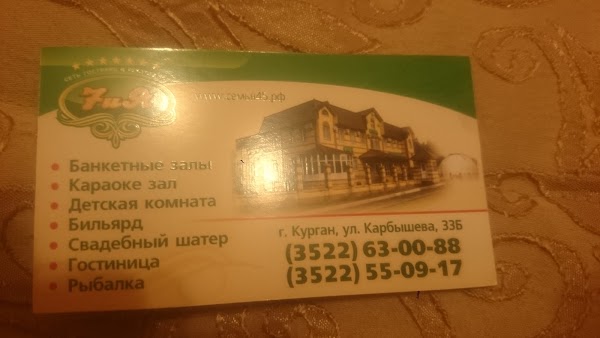 Банкетные залы
Караоке зал
Детская комната
Бильярд
Свадебный шатер
Гостиница
Рыбалка
г. Курган, ул. Карбышева, 33Б
(3522) 63-00-88
(3522) 55-09-17